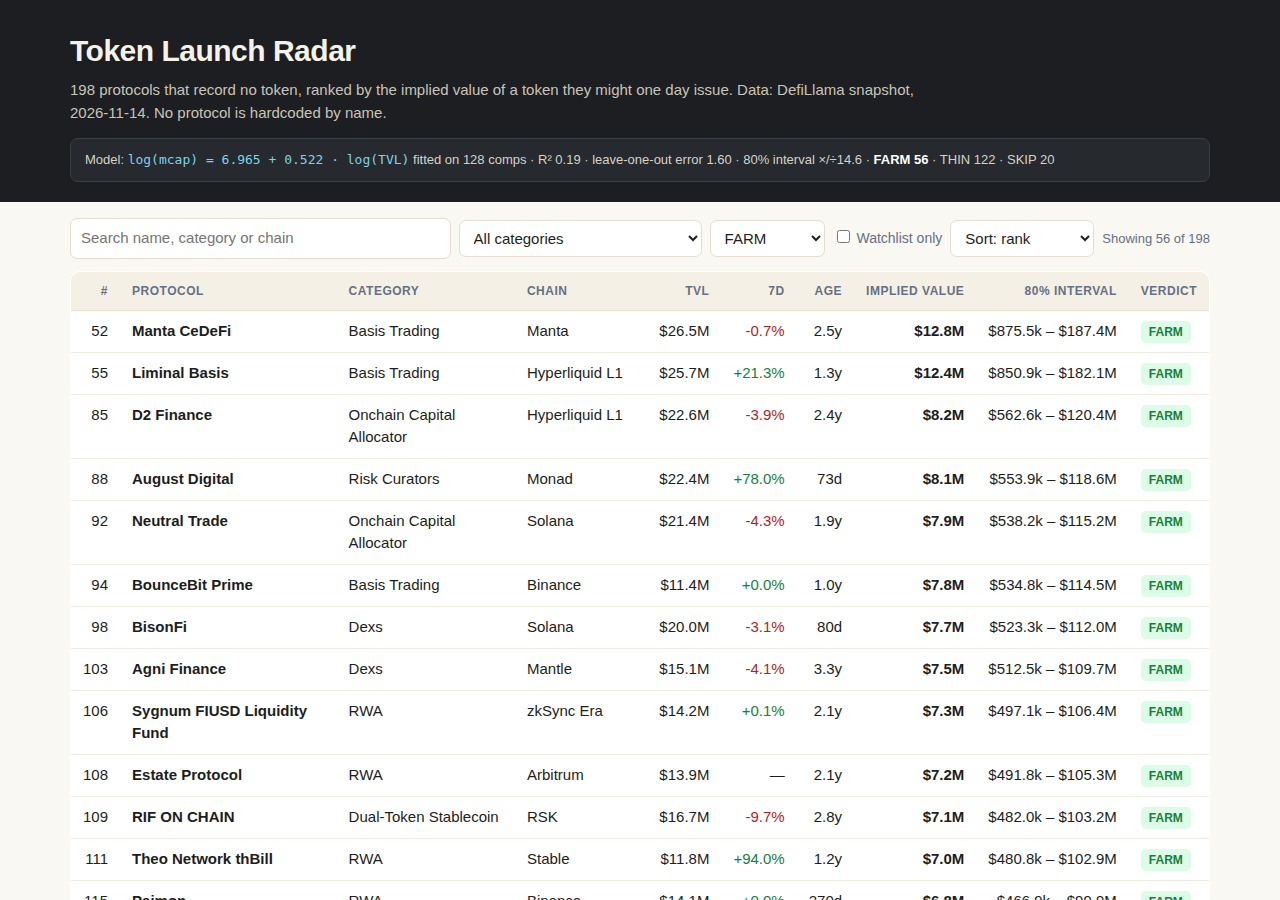 Token Launch Radar
198 protocols that record no token, ranked by the implied value of a token they might one day issue. Data: DefiLlama snapshot,
2026-11-14. No protocol is hardcoded by name.
Model: log(mcap) = 6.965 + 0.522 · log(TVL) fitted on 128 comps · R² 0.19 · leave-one-out error 1.60 · 80% interval ×/÷14.6 · FARM 56 · THIN 122 · SKIP 20
Search name, category or chain All categories FARM Watchlist only Sort: rank Showing 56 of 198
# PROTOCOL CATEGORY CHAIN TVL 7D AGE IMPLIED VALUE 80% INTERVAL VERDICT
52 Manta CeDeFi Basis Trading Manta $26.5M -0.7% 2.5y $12.8M $875.5k – $187.4M FARM
55 Liminal Basis Basis Trading Hyperliquid L1 $25.7M +21.3% 1.3y $12.4M $850.9k – $182.1M FARM
85 D2 Finance Onchain Capital Hyperliquid L1 $22.6M -3.9% 2.4y $8.2M $562.6k – $120.4M FARM
Allocator
88 August Digital Risk Curators Monad $22.4M +78.0% 73d $8.1M $553.9k – $118.6M FARM
92 Neutral Trade Onchain Capital Solana $21.4M -4.3% 1.9y $7.9M $538.2k – $115.2M FARM
Allocator
94 BounceBit Prime Basis Trading Binance $11.4M +0.0% 1.0y $7.8M $534.8k – $114.5M FARM
98 BisonFi Dexs Solana $20.0M -3.1% 80d $7.7M $523.3k – $112.0M FARM
103 Agni Finance Dexs Mantle $15.1M -4.1% 3.3y $7.5M $512.5k – $109.7M FARM
106 Sygnum FIUSD Liquidity RWA zkSync Era $14.2M +0.1% 2.1y $7.3M $497.1k – $106.4M FARM
Fund
108 Estate Protocol RWA Arbitrum $13.9M — 2.1y $7.2M $491.8k – $105.3M FARM
109 RIF ON CHAIN Dual-Token Stablecoin RSK $16.7M -9.7% 2.8y $7.1M $482.0k – $103.2M FARM
111 Theo Network thBill RWA Stable $11.8M +94.0% 1.2y $7.0M $480.8k – $102.9M FARM